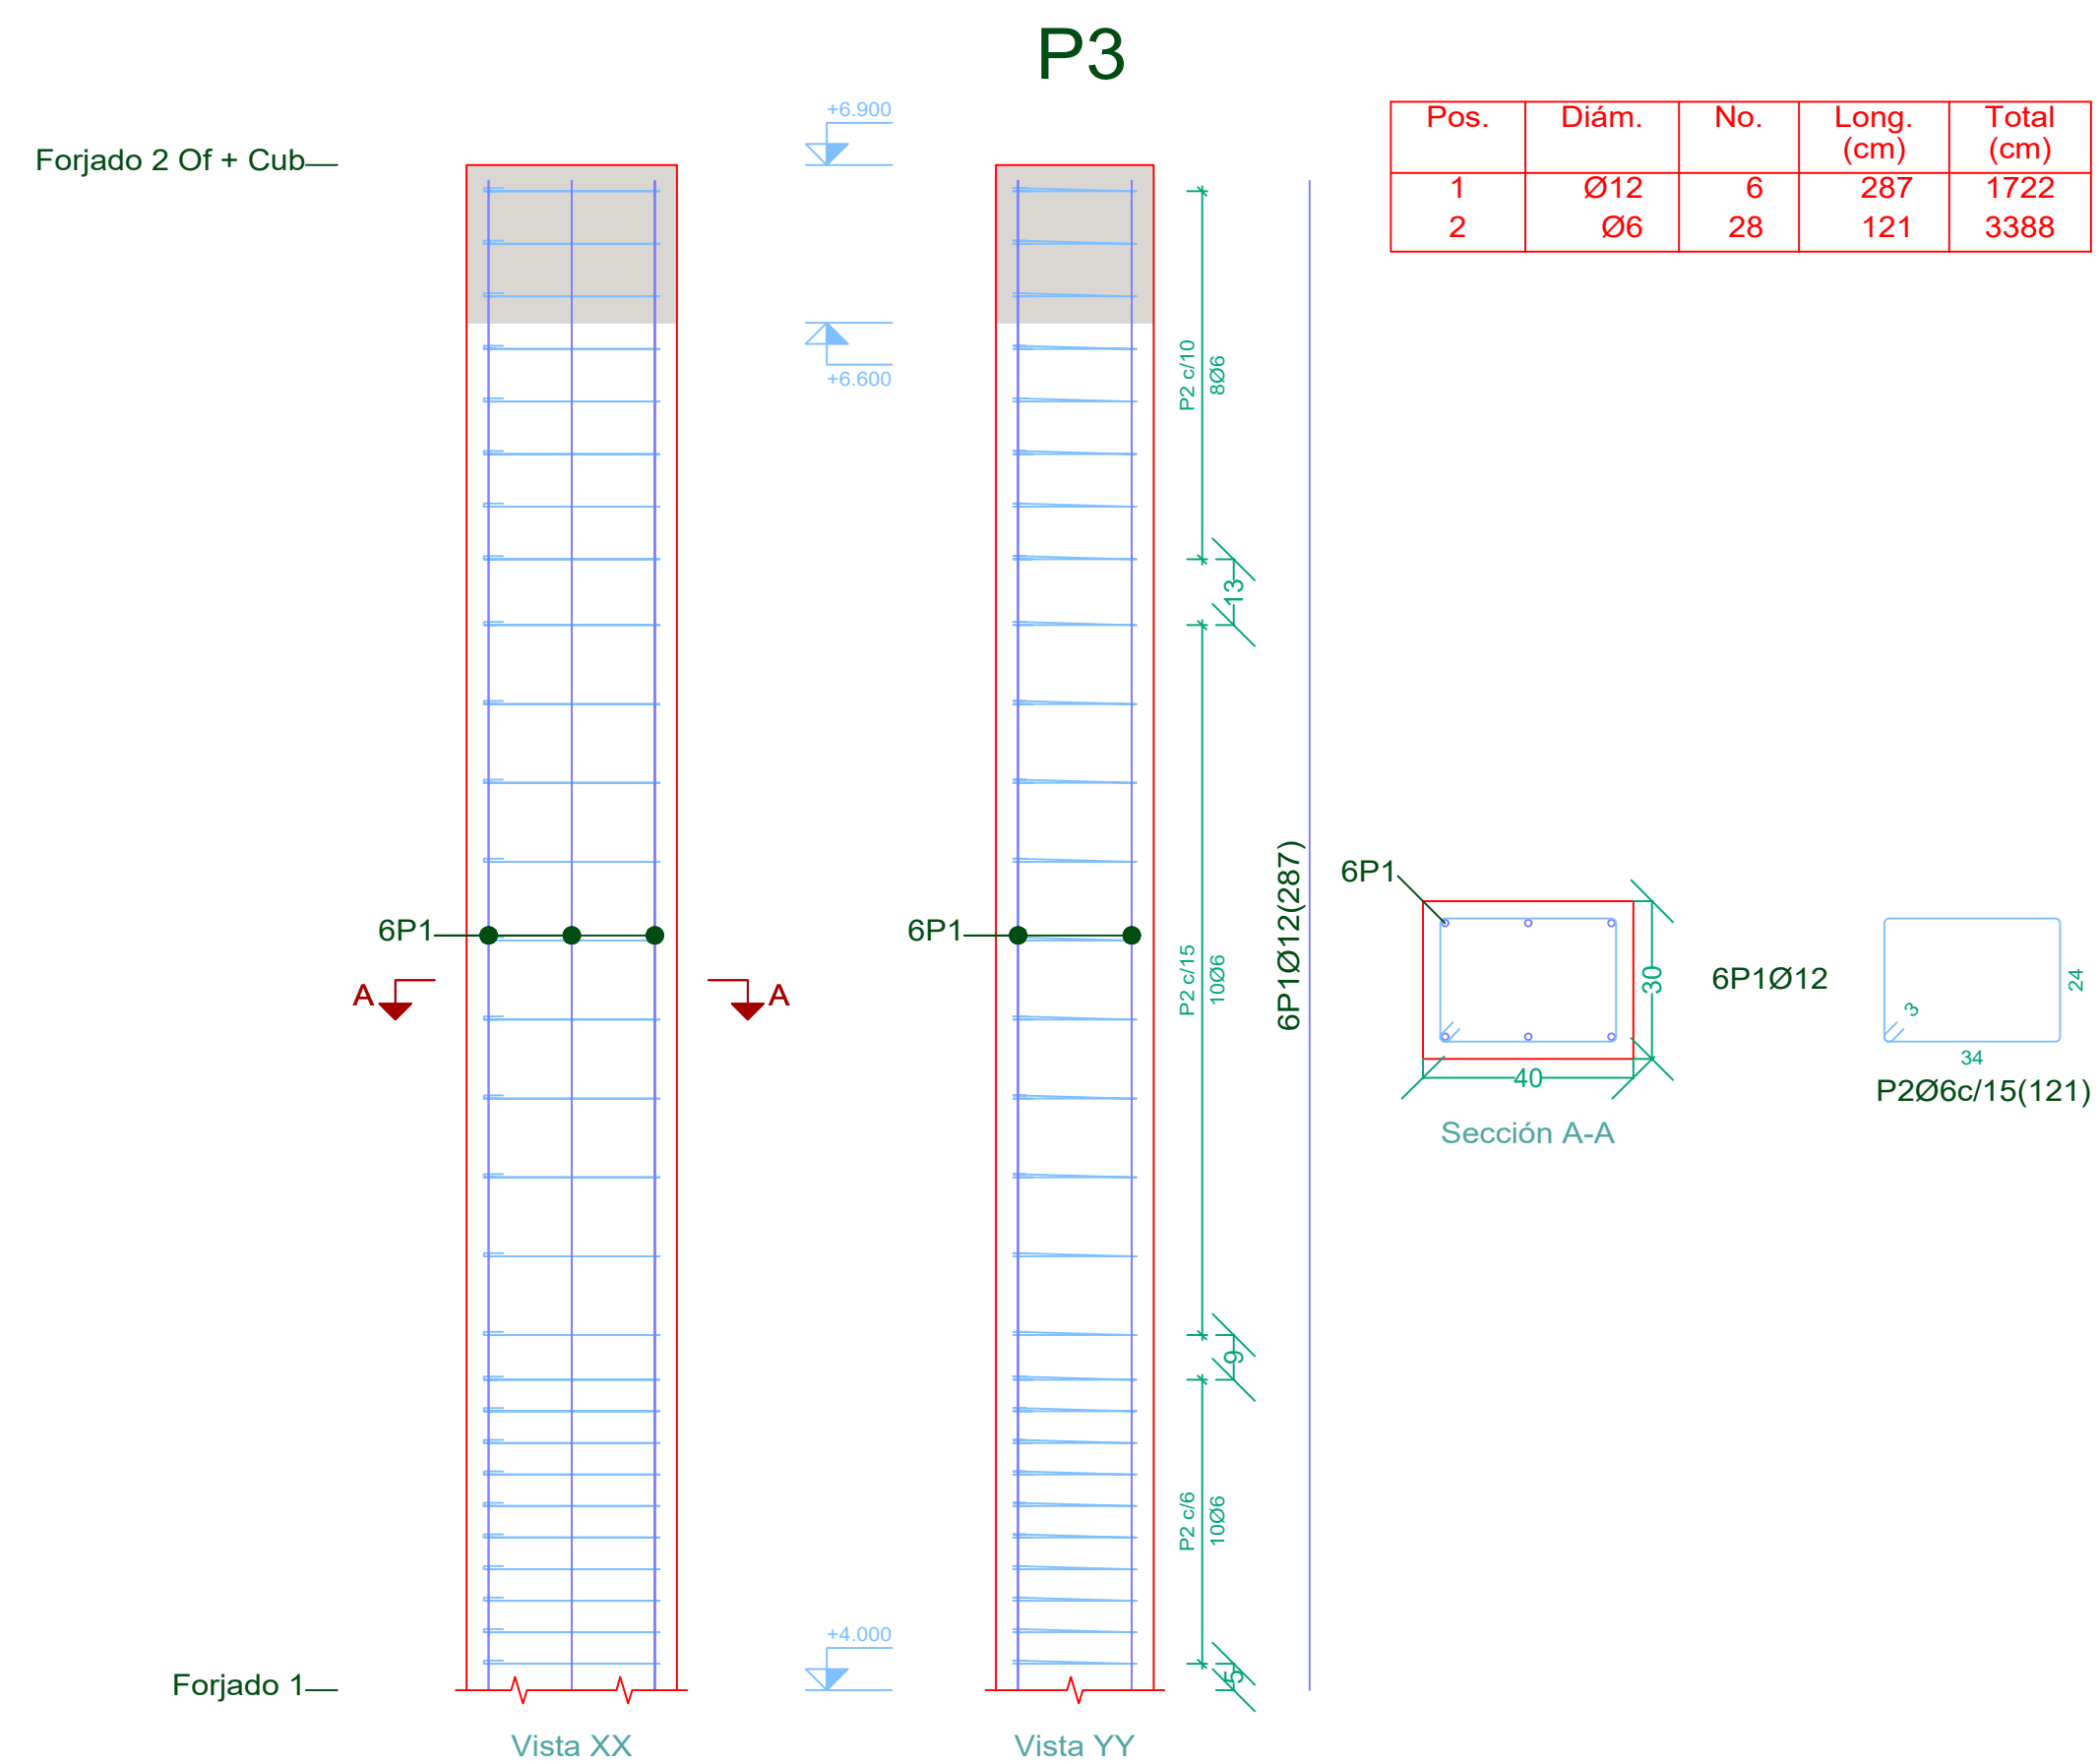 P3
+6.900
Forjado 2 Of + Cub
Pos. Diám. No. Long. (cm) Total (cm)
1 Ø12 6 287 1722
2 Ø6 28 121 3388
+6.600
P2 c/10
8Ø6
13
6P1
6P1
A
A
P2 c/15
10Ø6
6P1Ø12(287)
6P1
30
40
Sección A-A
6P1Ø12
3
24
34
P2Ø6c/15(121)
9
P2 c/6
10Ø6
+4.000
5
Forjado 1
Vista XX
Vista YY